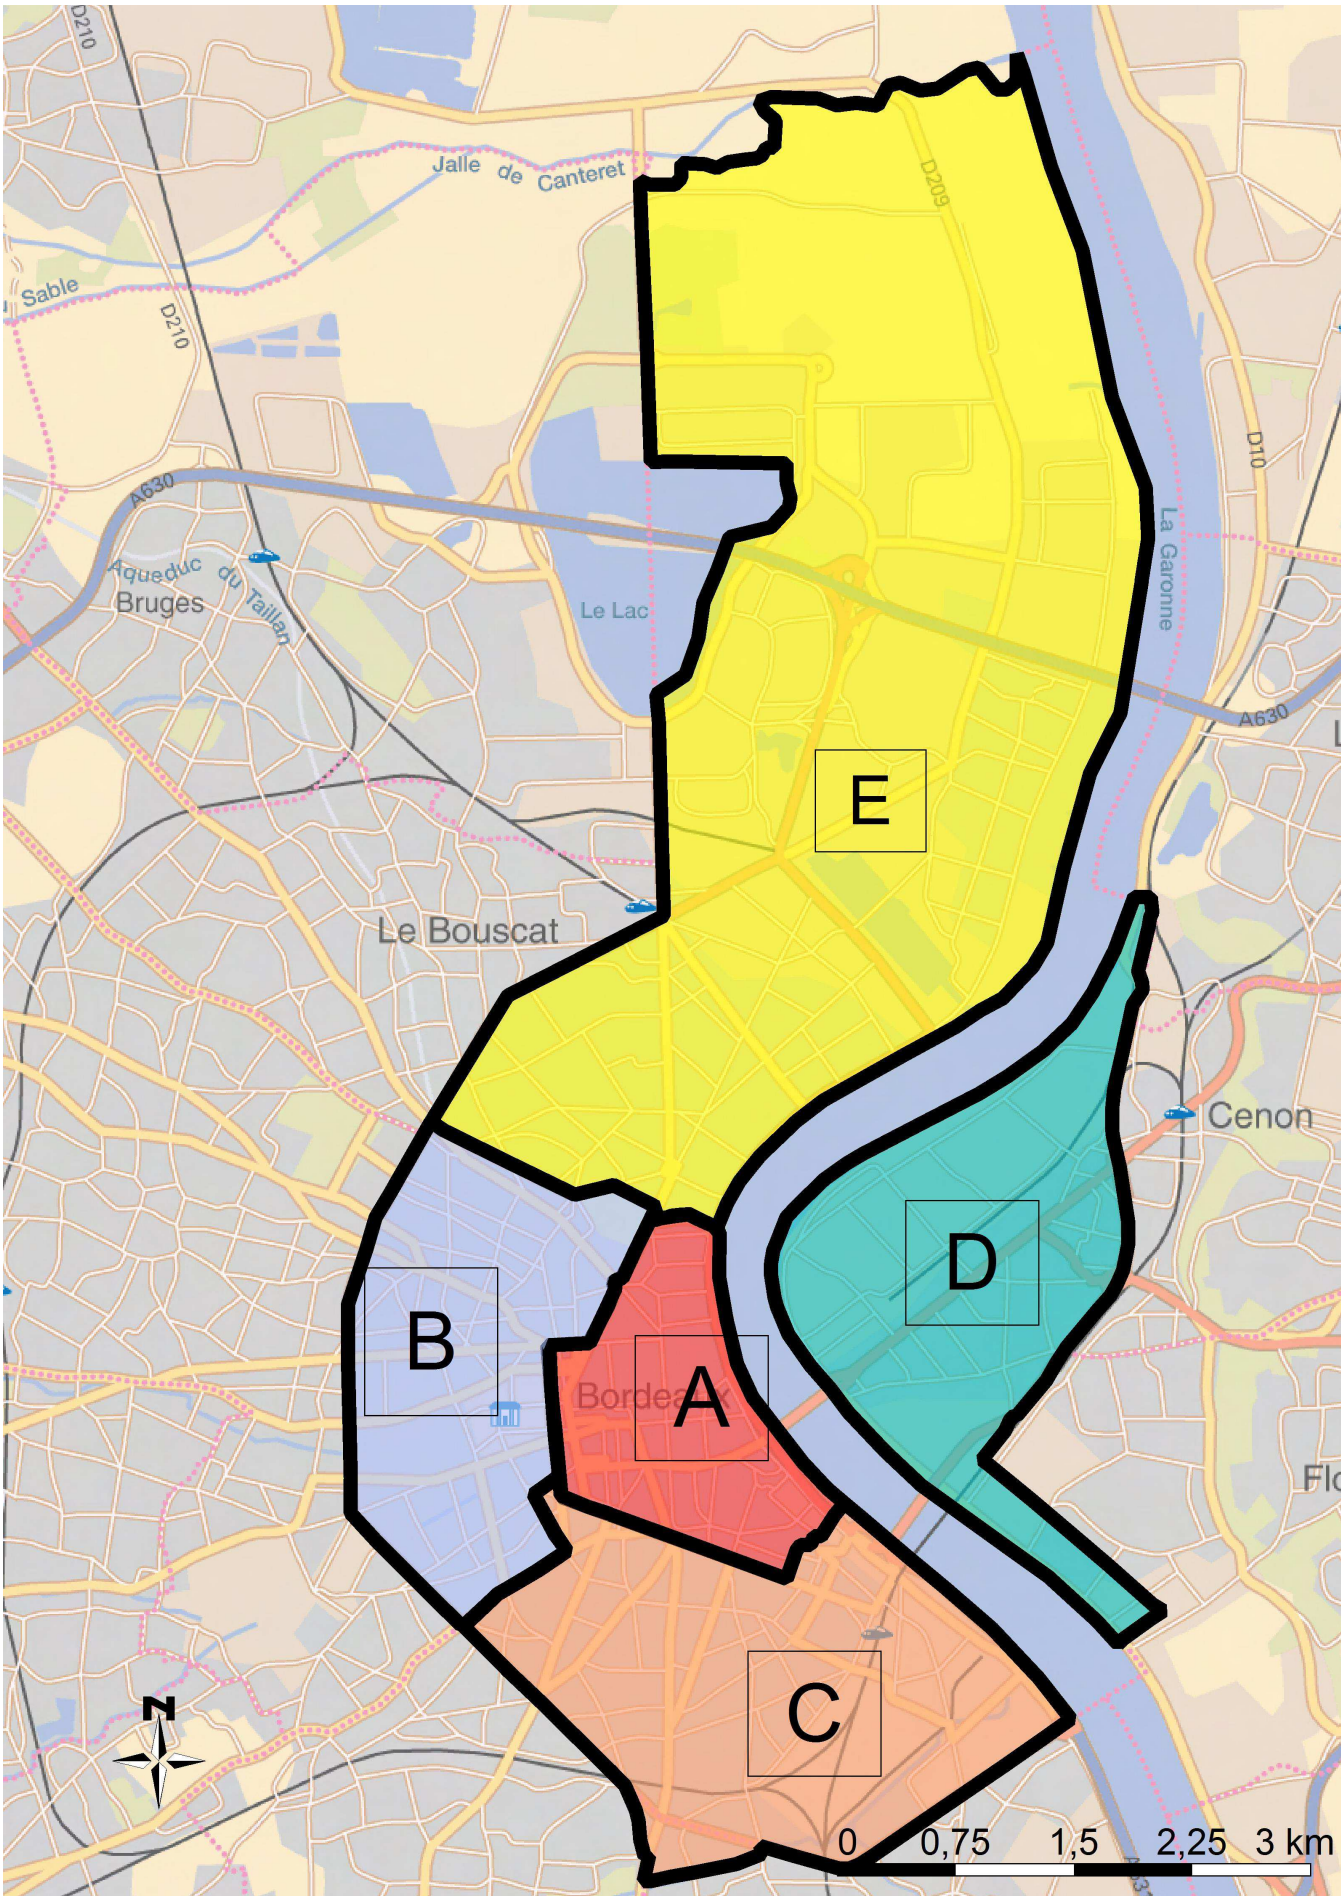 D210
Jalle de Canteret
D209
Sable
D210
D10
A630
La Garonne
Aqueduc du Taillan
Bruges
Le Lac
A630
E
Le Bouscat
Cenon
D
B
Bordeaux
A
Flo
N
C
0 0,75 1,5 2,25 3 km